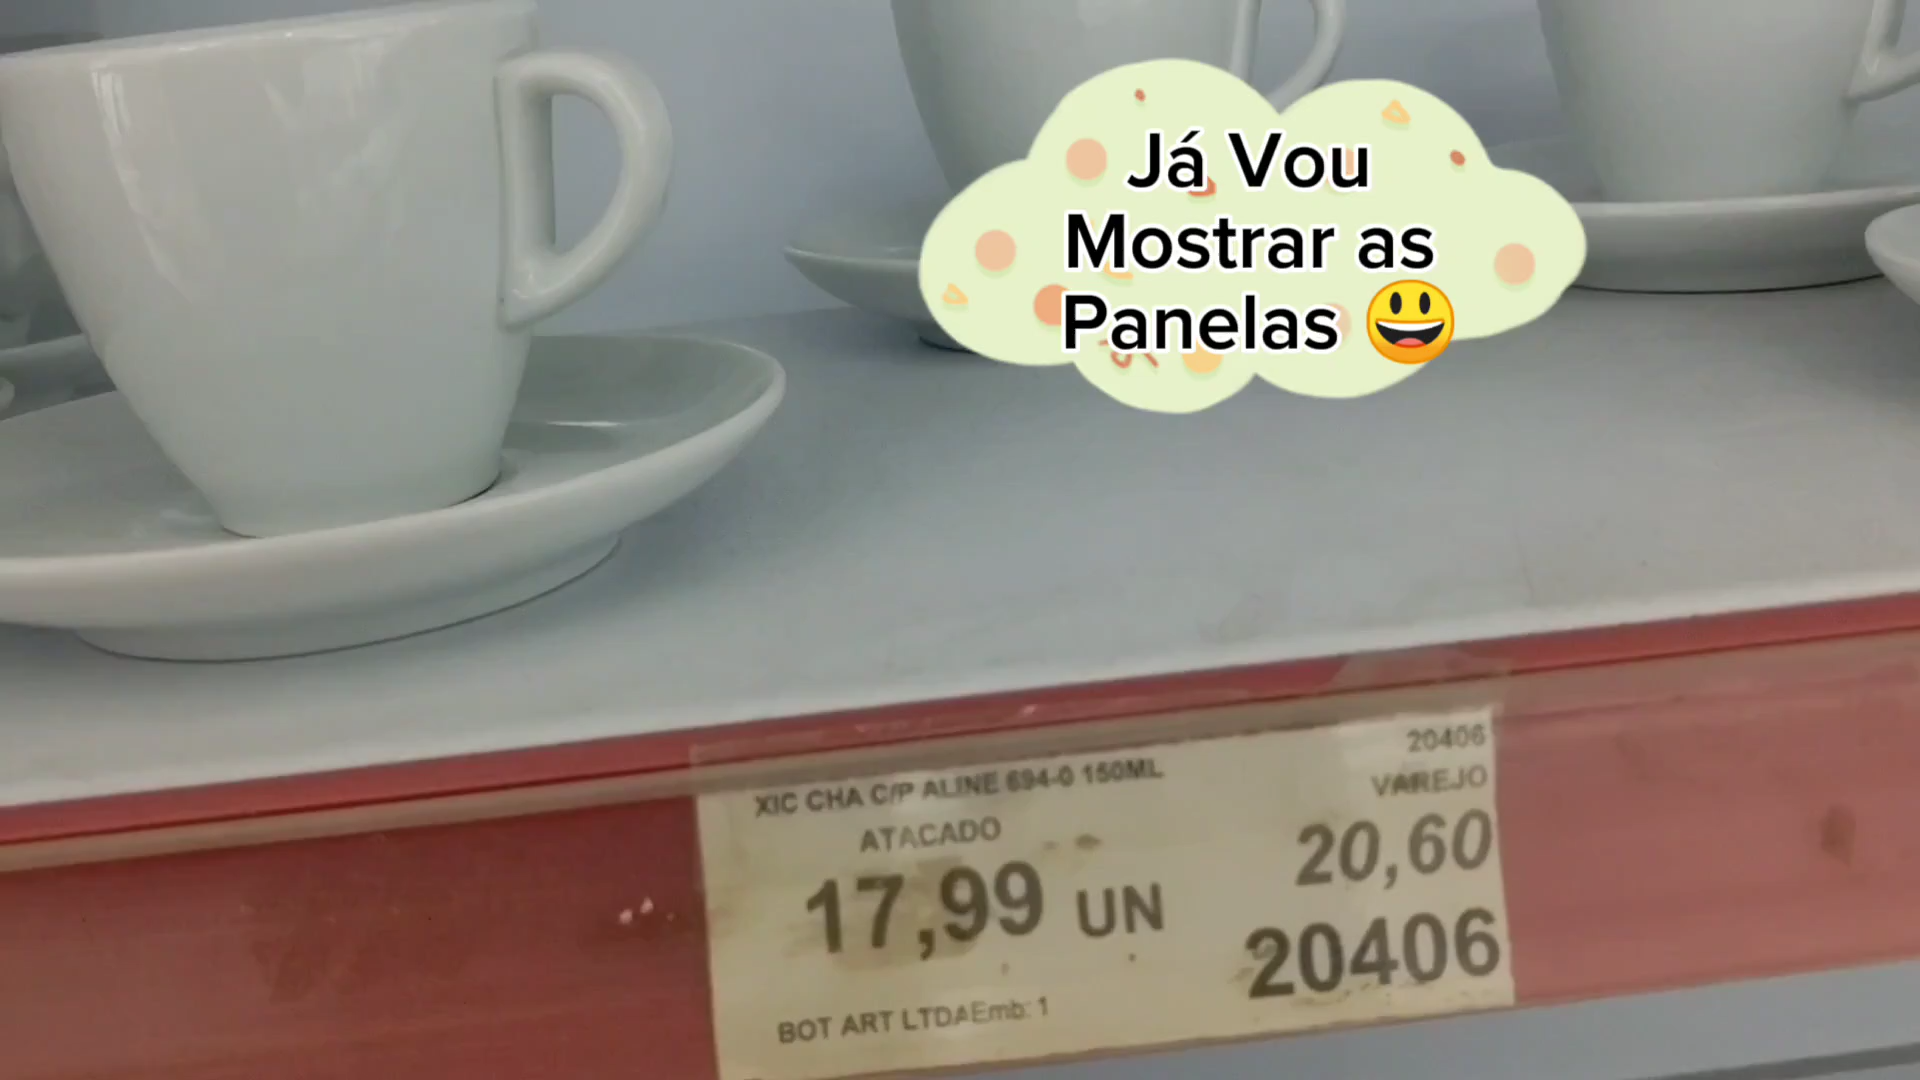 Já Vou
Mostrar as
Panelas 😃
20406
XIC CHA C/P ALINE 694-0 150ML
VAREJO
ATACADO
20,60
17,99 UN
20406
BOT ART LTDAEmb: 1